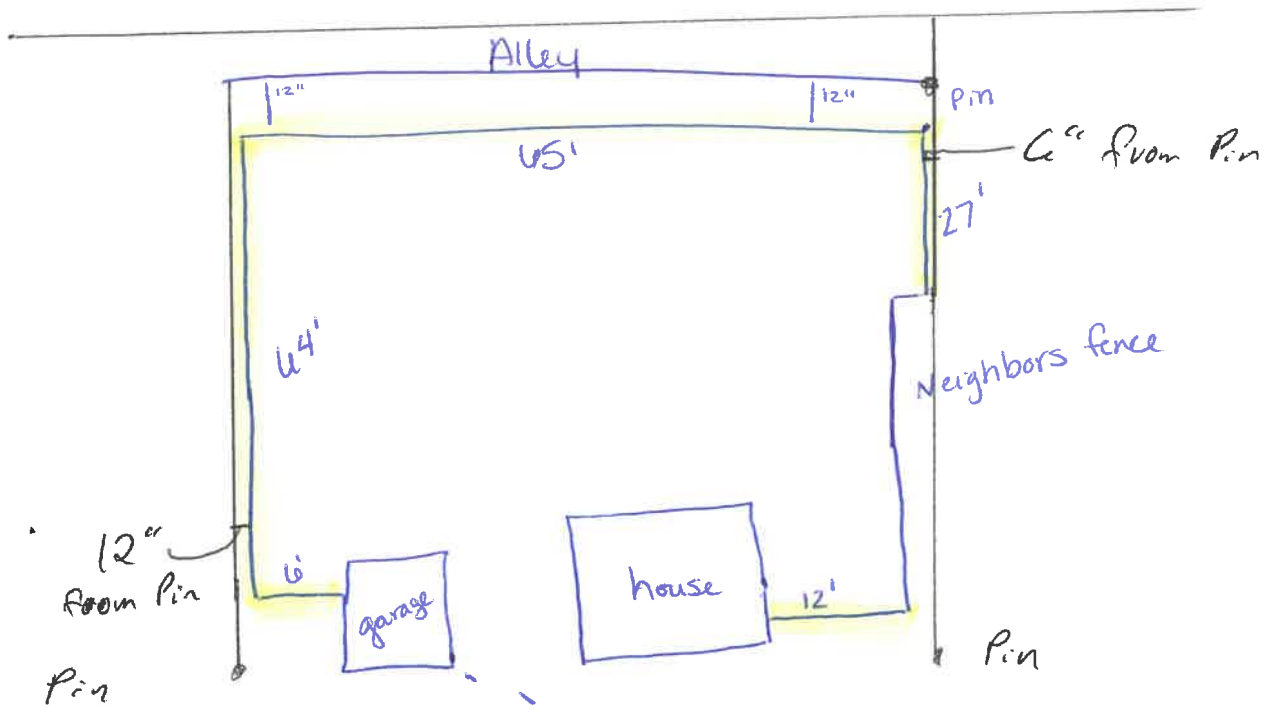 Alley
12"
12"
Pin
65'
6" from Pin
27'
64'
Neighbors fence
12"
from Pin
6'
garage
house
12'
Pin
Pin